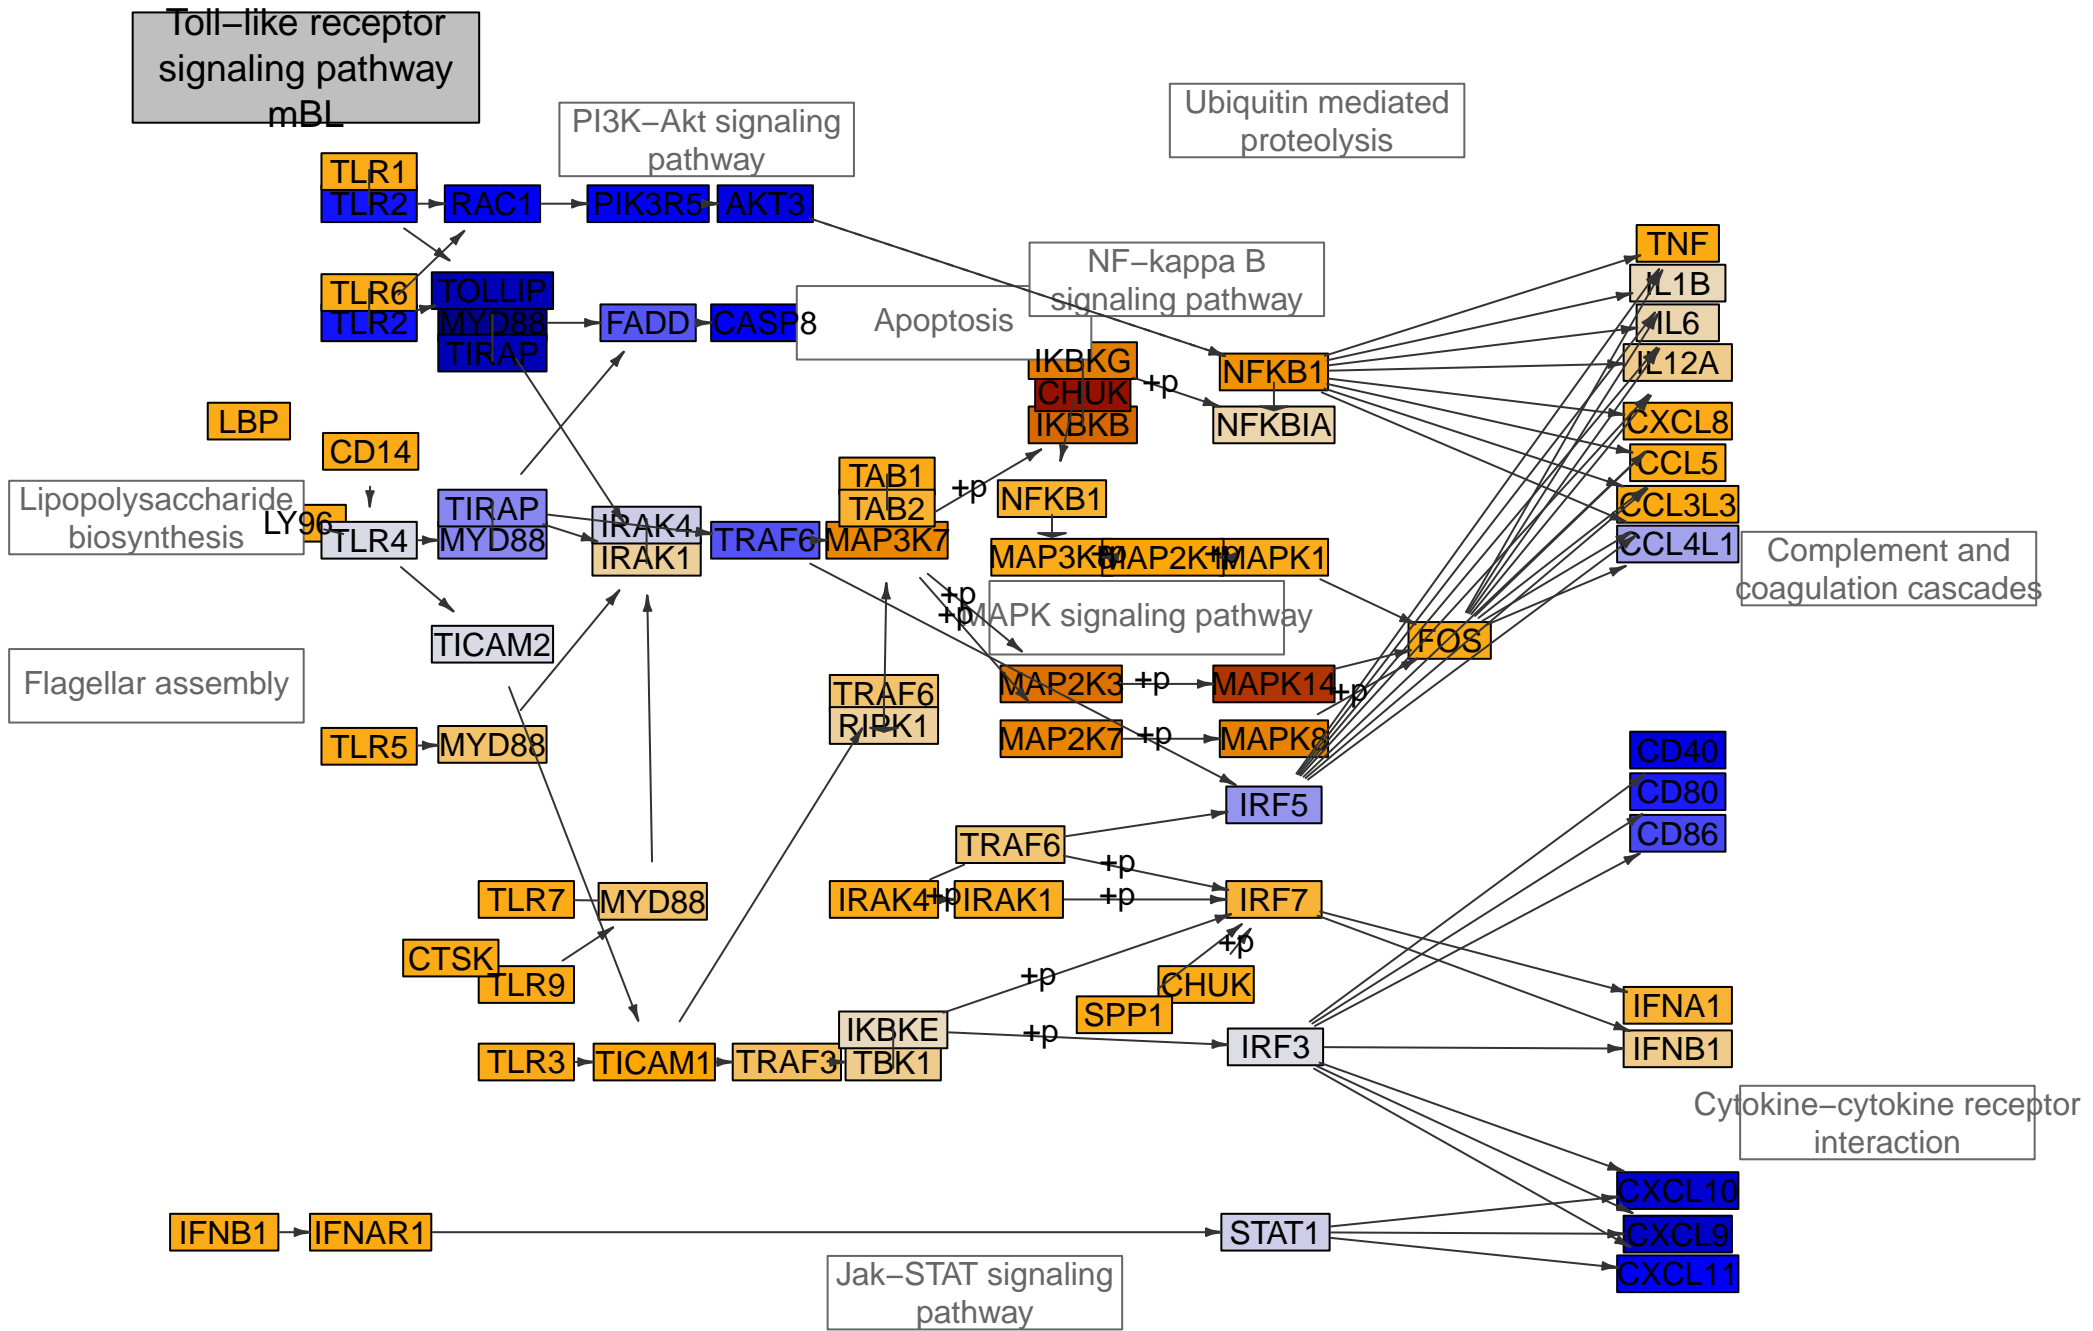 Toll−like receptor
signaling pathway
mBL
PI3K−Akt signaling
pathway
Ubiquitin mediated
proteolysis
TLR1
TLR2
RAC1
PIK3R5
AKT3
TNF
NF−kappa B
signaling pathway
IL1B
TLR6
TOLLIP
TLR2
MYD88
FADD
CASP8
Apoptosis
IL6
TIRAP
IKBKG
NFKB1
IL12A
CHUK
+p
LBP
IKBKB
NFKBIA
CXCL8
CD14
TAB1
CCL5
Lipopolysaccharide
biosynthesis
TIRAP
TAB2
+p
NFKB1
CCL3L3
LY96
TLR4
MYD88
IRAK4
TRAF6
MAP3K7
CCL4L1
IRAK1
MAP3K8
+p
MAP2K1
+p
MAPK1
Complement and
coagulation cascades
+p
+p
MAPK signaling pathway
TICAM2
FOS
Flagellar assembly
TRAF6
MAP2K3
+p
MAPK14
+p
RIPK1
TLR5
MYD88
MAP2K7
+p
MAPK8
CD40
IRF5
CD80
TRAF6
CD86
+p
TLR7
MYD88
IRAK4
+p
IRAK1
+p
IRF7
+p
CTSK
TLR9
+p
CHUK
SPP1
IFNA1
IKBKE
+p
IRF3
IFNB1
TLR3
TICAM1
TRAF3
TBK1
Cytokine−cytokine receptor
interaction
CXCL10
IFNB1
IFNAR1
STAT1
CXCL9
CXCL11
Jak−STAT signaling
pathway